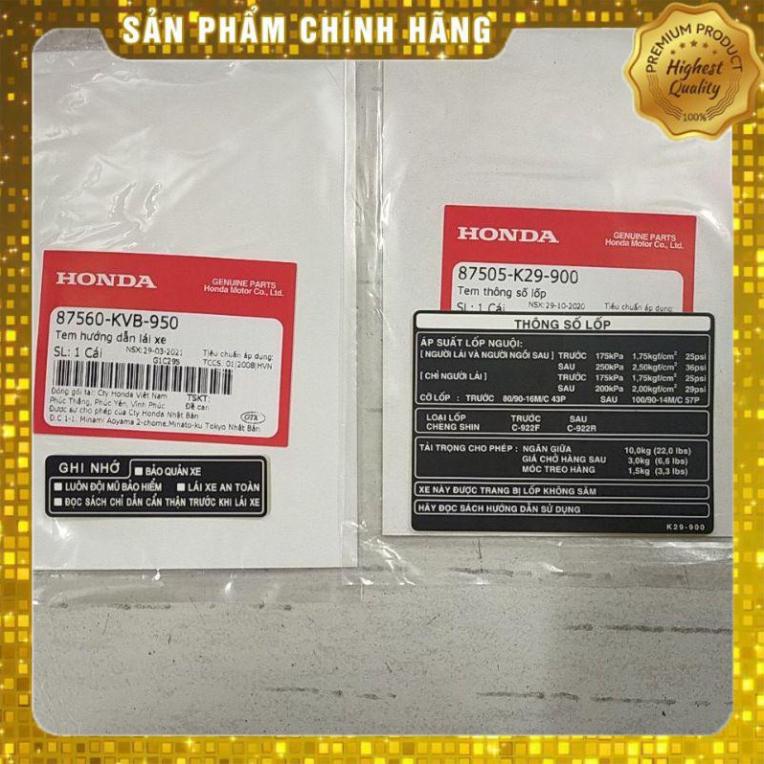 SẢN PHẨM CHÍNH HÃNG
PREMIUM PRODUCT
Highest
Quality
100%
HONDA
GENUINE PARTS
Honda Motor Co., Ltd.
87560-KVB-950
Tem hướng dẫn lái xe
SL: 1 Cái
NSX:29-03-2021
G1C29S
Tiêu chuẩn áp dụng:
TCCS. 01|2008|HVN
Đóng gói tại: Cty Honda Việt Nam
Phúc Thắng, Phúc Yên, Vĩnh Phúc
TSKT:
Đề can
Được sự cho phép của Cty Honda Nhật Bản
Đ.C 1-1. Minami Aoyama 2-chome.Minato-ku Tokyo Nhật Bản
GHI NHỚ
■ BẢO QUẢN XE
■ LUÔN ĐỘI MŨ BẢO HIỂM ■ LÁI XE AN TOÀN
■ ĐỌC SÁCH CHỈ DẪN CẨN THẬN TRƯỚC KHI LÁI XE
HONDA
GENUINE PARTS
Honda Motor Co., Ltd.
87505-K29-900
Tem thông số lốp
NSX:29-10-2020
Tiêu chuẩn áp dụng:
SL: 1 Cái
THÔNG SỐ LỐP
ÁP SUẤT LỐP NGUỘI:
[NGƯỜI LÁI VÀ NGƯỜI NGỒI SAU] TRƯỚC 175kPa 1,75kgf/cm² 25psi
SAU 250kPa 2,50kgf/cm² 36psi
[CHỈ NGƯỜI LÁI] TRƯỚC 175kPa 1,75kgf/cm² 25psi
SAU 200kPa 2,00kgf/cm² 29psi
CỠ LỐP : TRƯỚC 80/90-16M/C 43P SAU 100/90-14M/C 57P
LOẠI LỐP TRƯỚC SAU
CHENG SHIN C-922F C-922R
TẢI TRỌNG CHO PHÉP : NGĂN GIỮA 10,0kg (22,0 lbs)
GIÁ CHỞ HÀNG SAU 3,0kg (6,6 lbs)
MÓC TREO HÀNG 1,5kg (3,3 lbs)
XE NÀY ĐƯỢC TRANG BỊ LỐP KHÔNG SĂM
HÃY ĐỌC SÁCH HƯỚNG DẪN SỬ DỤNG
K29-900